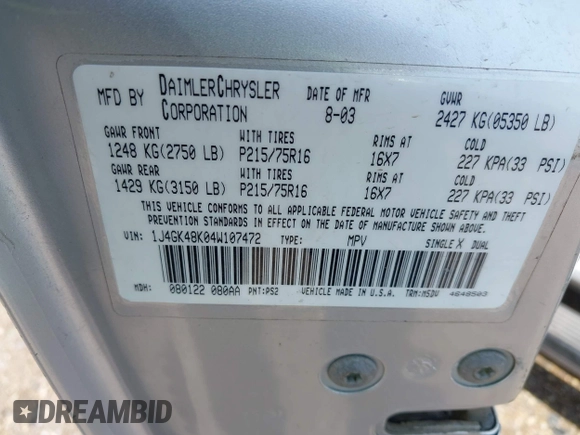 MFD BY DAIMLERCHRYSLER CORPORATION DATE OF MFR 8-03 GVWR 2427 KG(05350 LB)
GAWR FRONT WITH TIRES RIMS AT COLD
1248 KG(2750 LB) P215/75R16 16X7 227 KPA(33 PSI)
GAWR REAR WITH TIRES RIMS AT COLD
1429 KG(3150 LB) P215/75R16 16X7 227 KPA(33 PSI)
THIS VEHICLE CONFORMS TO ALL APPLICABLE FEDERAL MOTOR VEHICLE SAFETY AND THEFT
PREVENTION STANDARDS IN EFFECT ON THE DATE OF MANUFACTURE SHOWN ABOVE.
VIN: 1J4GK48K04W107472 TYPE: MPV SINGLE X DUAL
MDH: 080122 080AA PNT:PS2 VEHICLE MADE IN U.S.A. TRM:M5DV 4648503
DREAMBID